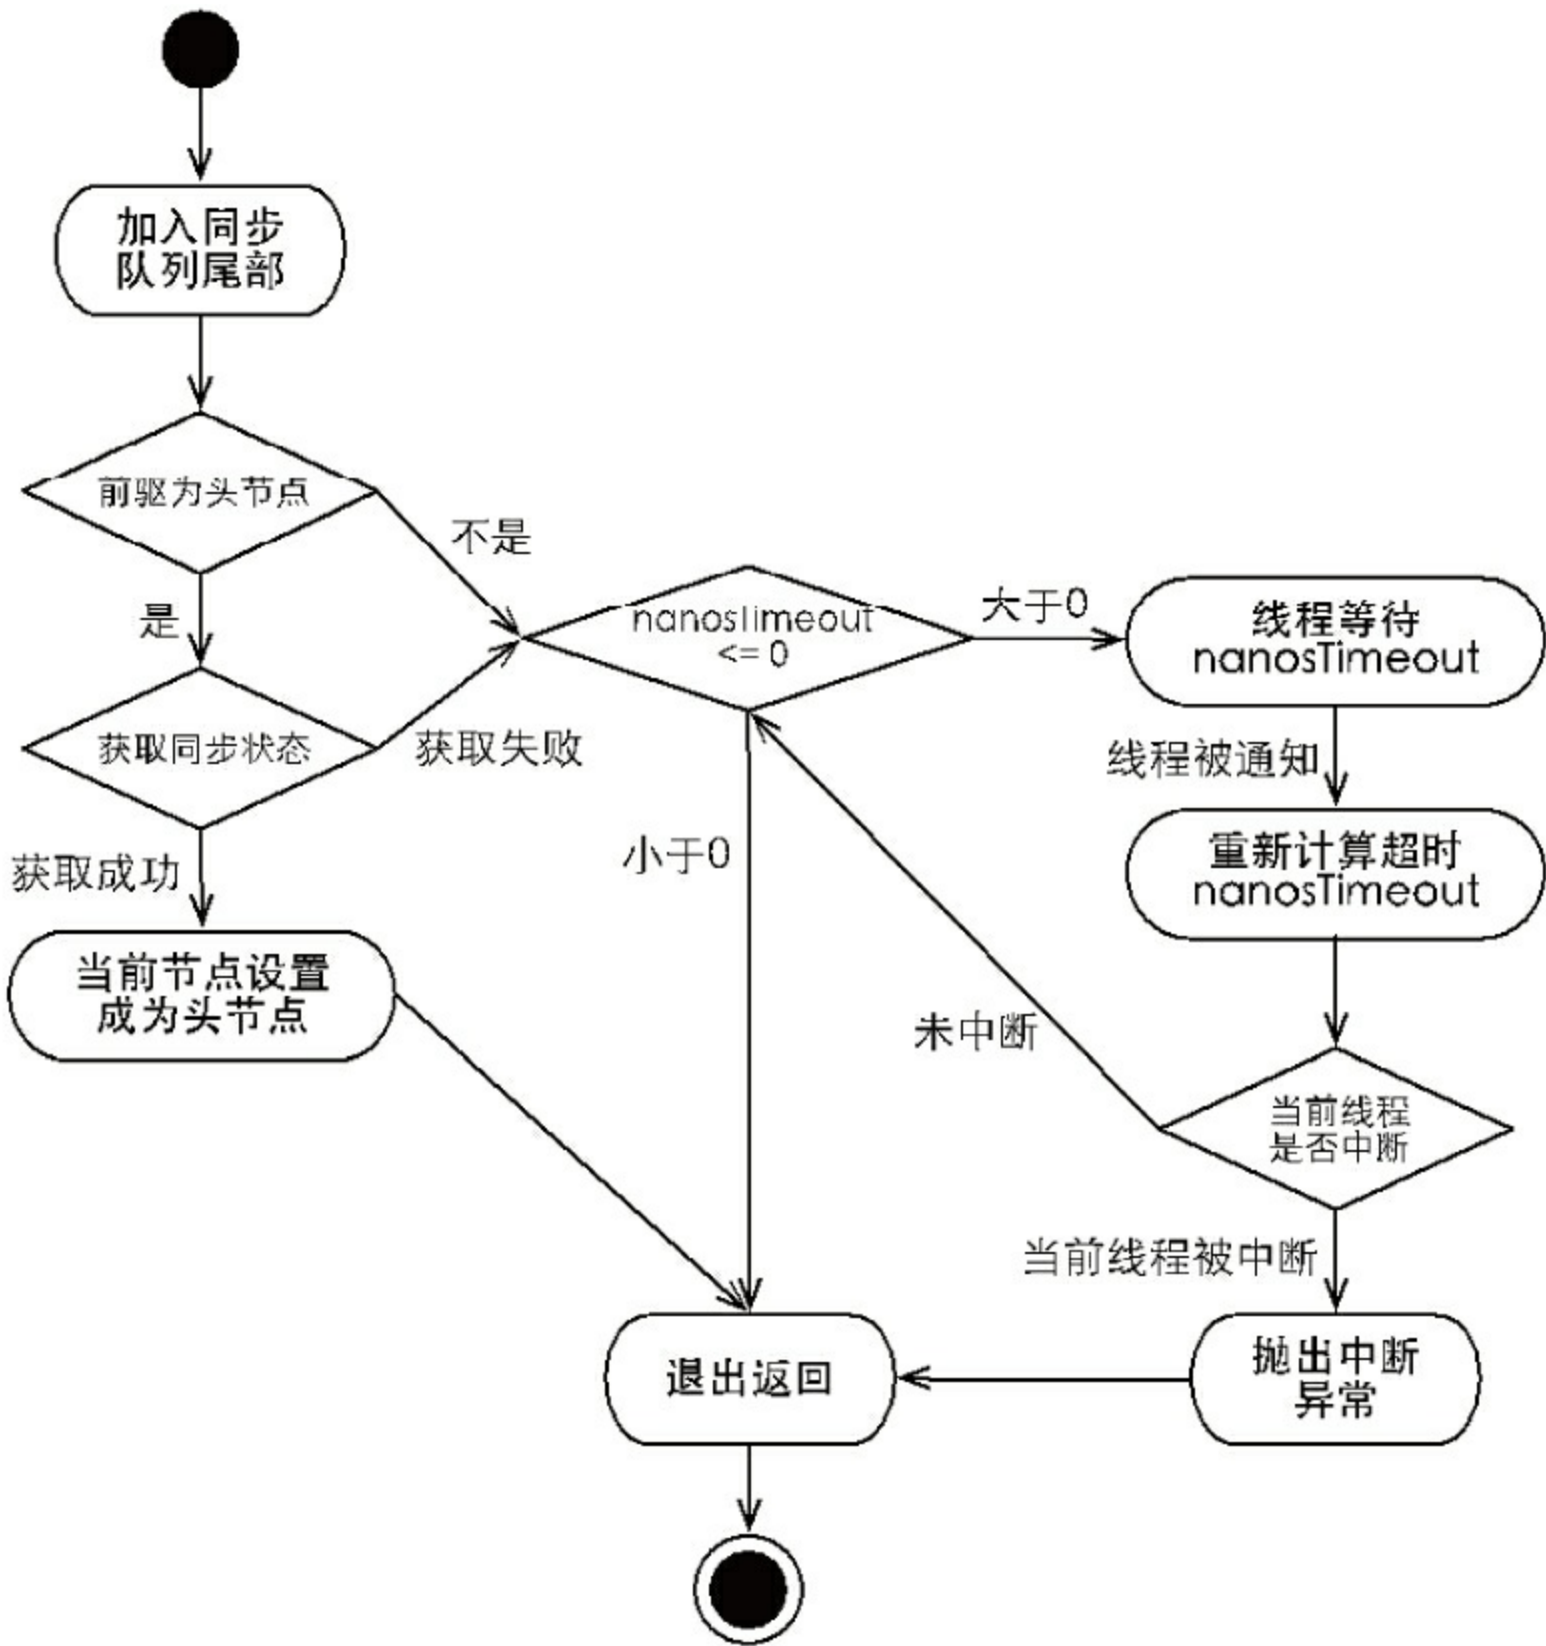 加入同步
队列尾部
前驱为头节点
不是
是
nanosTimeout
<= 0
大于0
线程等待
nanosTimeout
获取同步状态
获取失败
线程被通知
获取成功
小于0
重新计算超时
nanosTimeout
当前节点设置
成为头节点
未中断
当前线程
是否中断
当前线程被中断
退出返回
抛出中断
异常